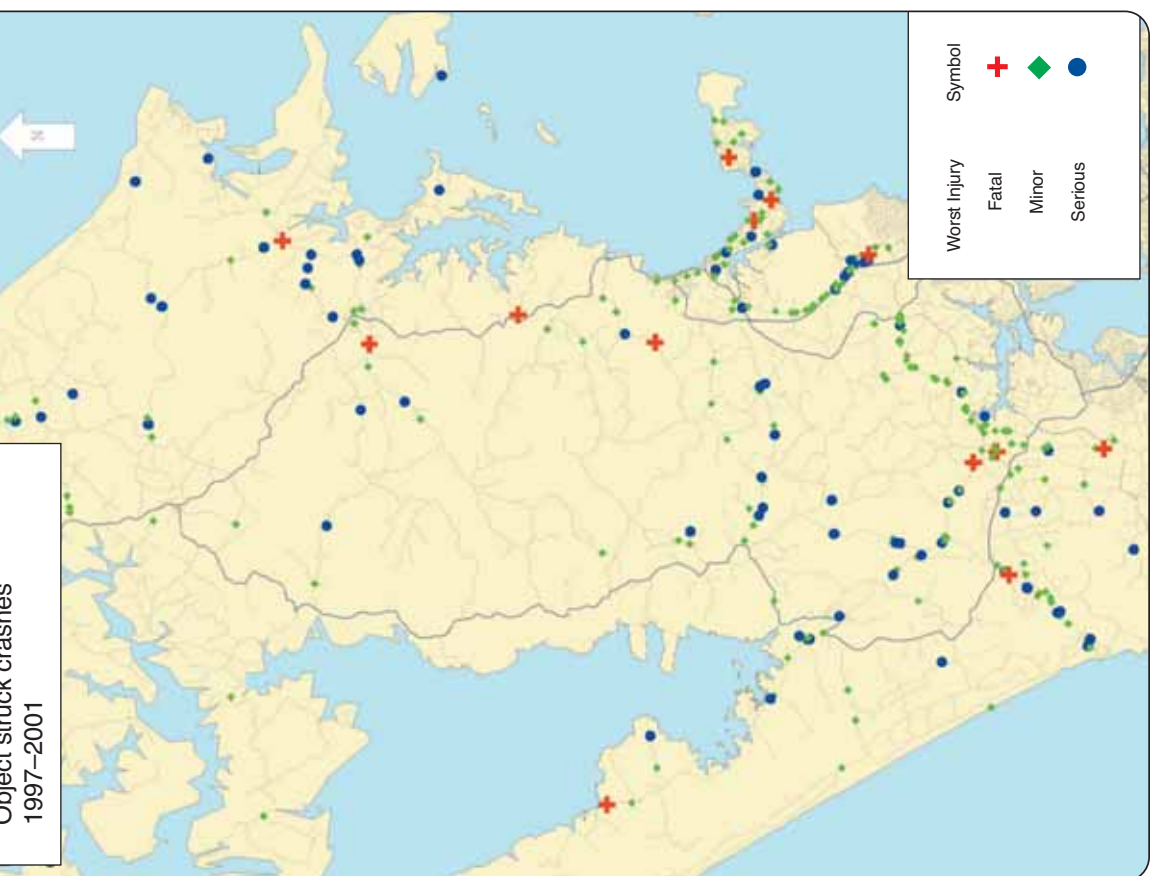 Object struck crashes
1997–2001
N
Worst Injury Symbol
Fatal
Minor
Serious